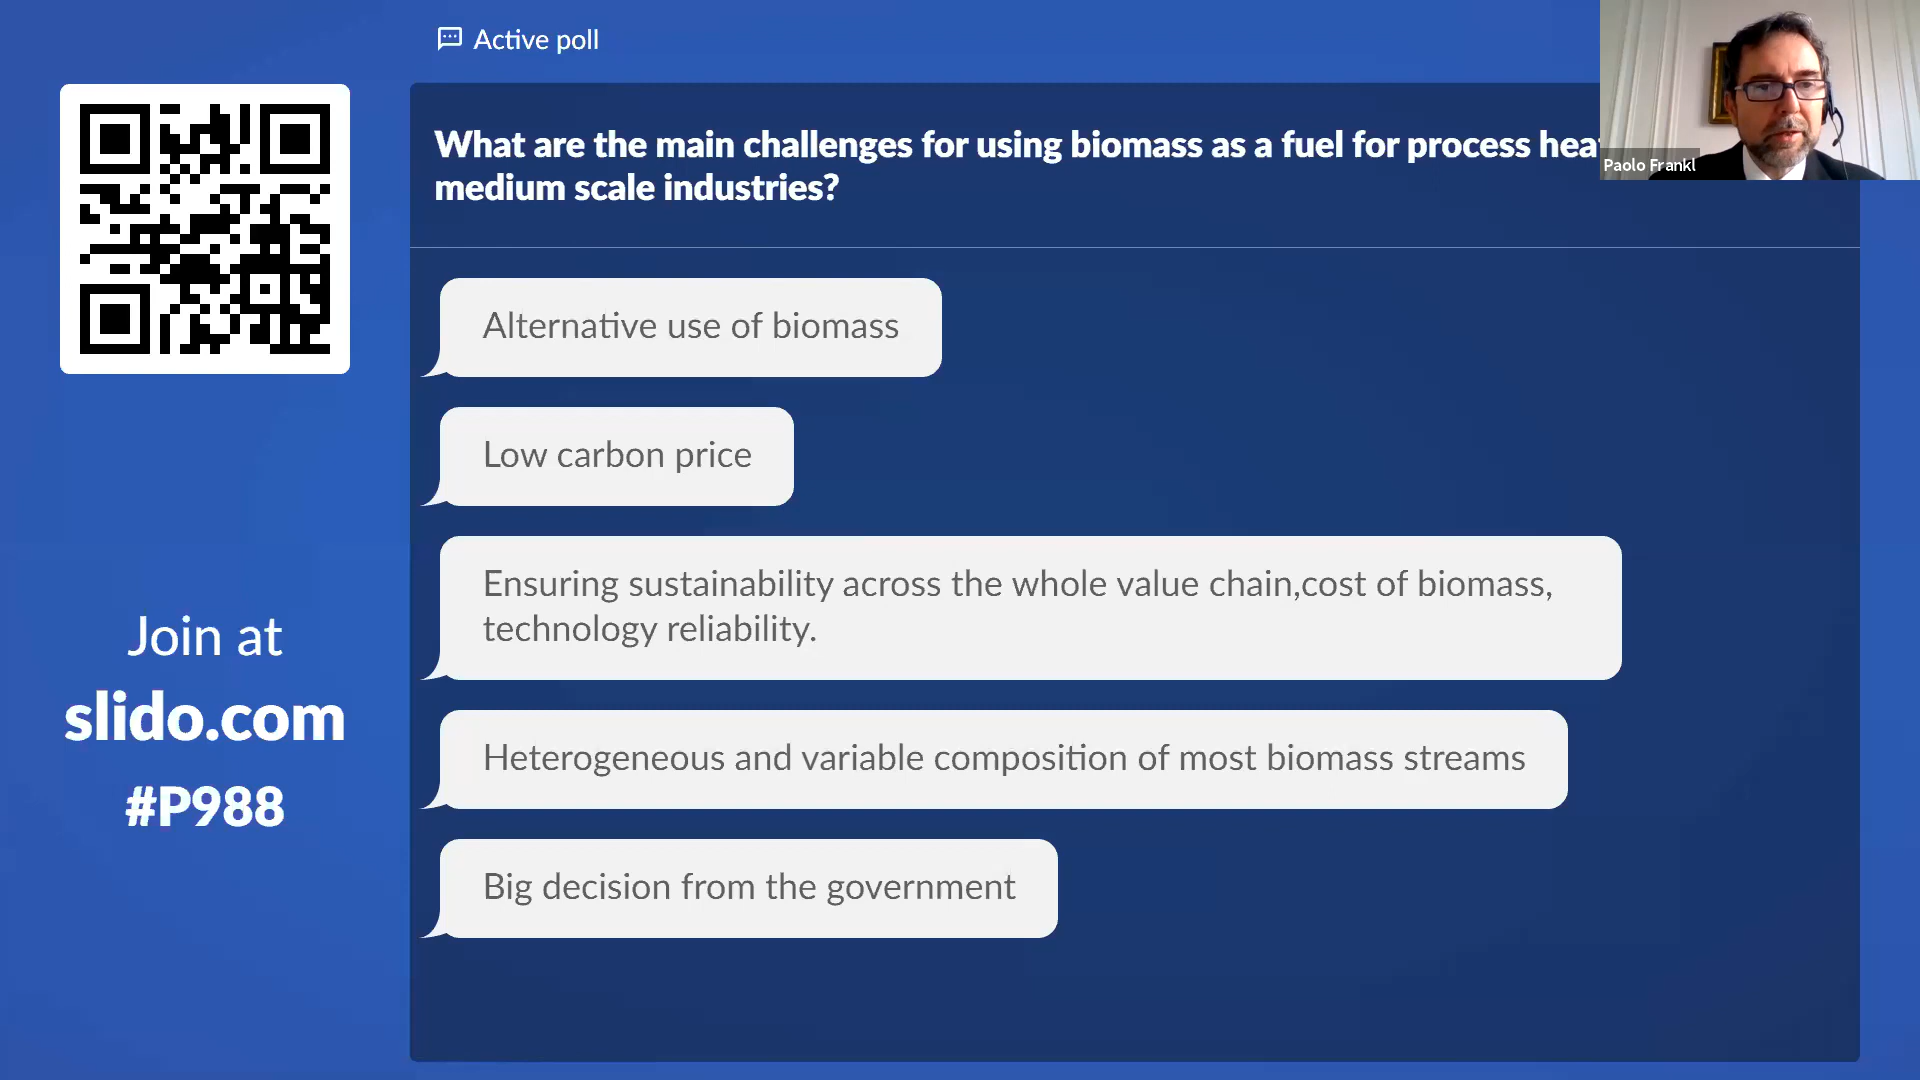 Active poll
What are the main challenges for using biomass as a fuel for process
medium scale industries?
Paolo Frankl
Alternative use of biomass
Low carbon price
Ensuring sustainability across the whole value chain,cost of biomass,
technology reliability.
Heterogeneous and variable composition of most biomass streams
Big decision from the government
Join at
slido.com
#P988